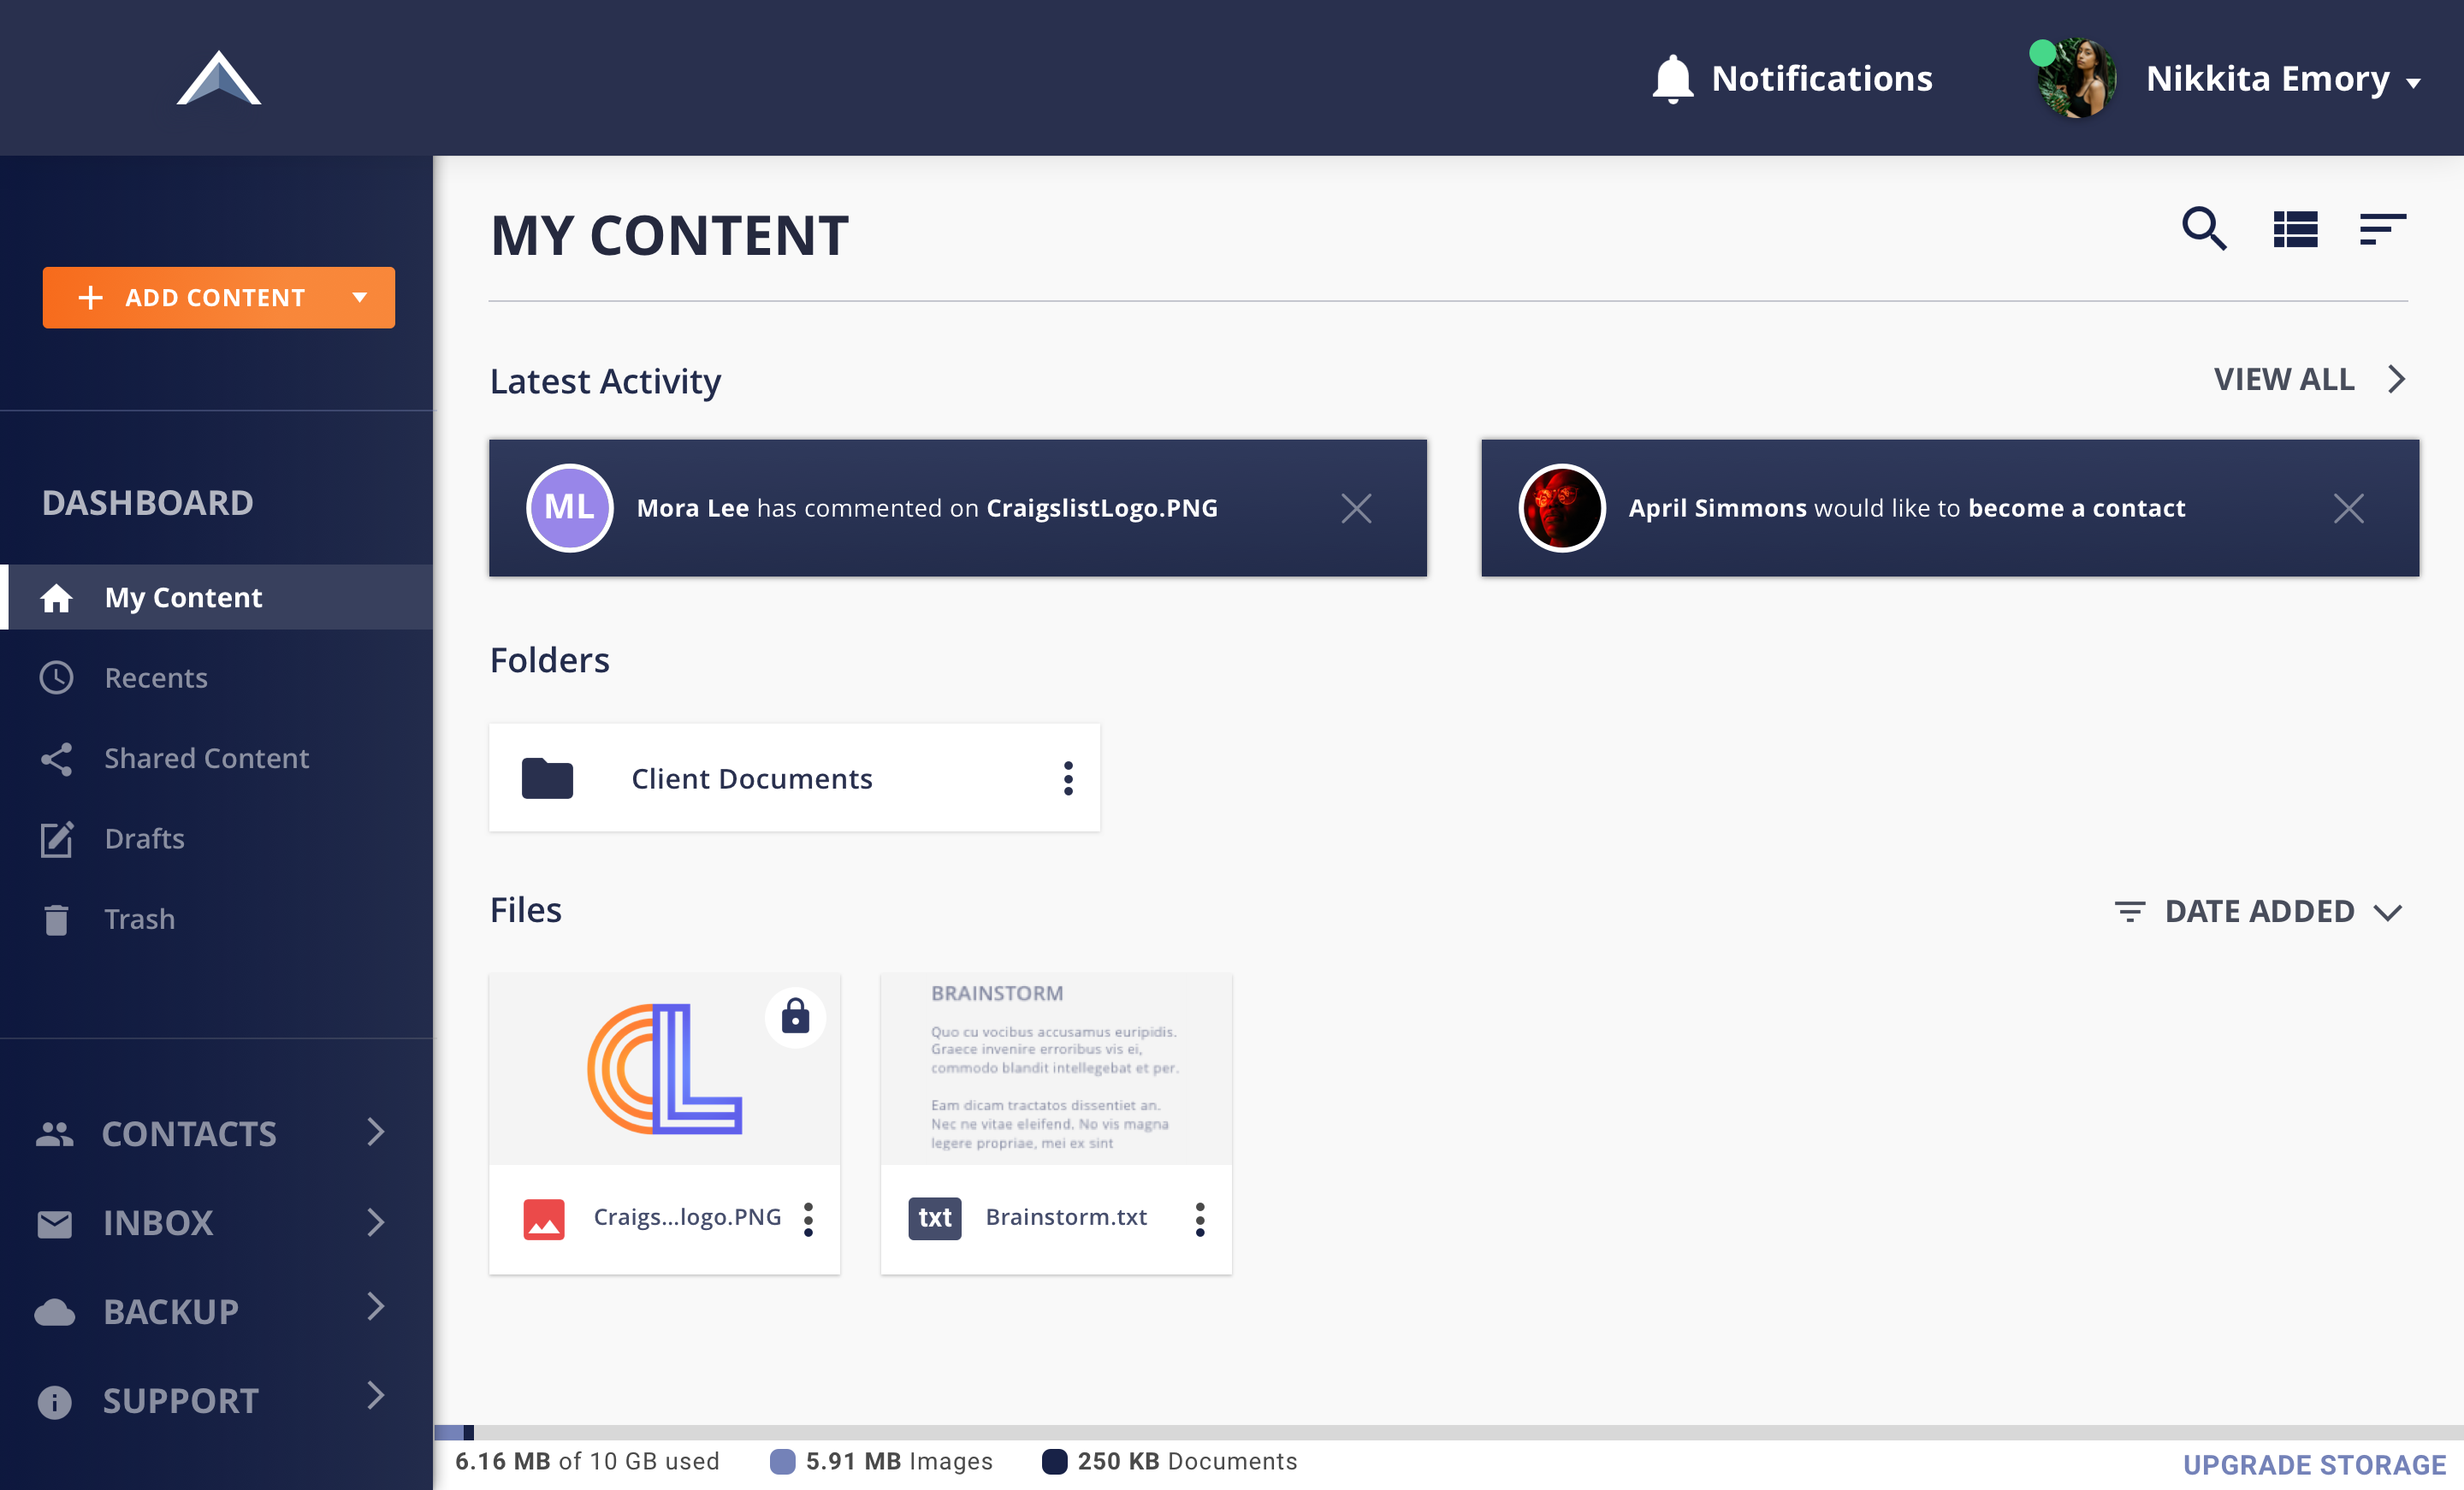 Notifications
Nikkita Emory
ADD CONTENT
DASHBOARD
My Content
Recents
Shared Content
Drafts
Trash
CONTACTS
INBOX
BACKUP
SUPPORT
MY CONTENT
Latest Activity
VIEW ALL
ML
Mora Lee has commented on CraigslistLogo.PNG
April Simmons would like to become a contact
Folders
Client Documents
Files
DATE ADDED
CL
Craigs...logo.PNG
BRAINSTORM
Quo cu vocibus accusamus euripidis.
Graece invenire erroribus vis ei,
commodo blandit intellegebat et per.
Eam dicam tractatos dissentiet an.
Nec ne vitae eleifend. No vis magna
legere propriae, mei ex sint
txt
Brainstorm.txt
6.16 MB of 10 GB used
5.91 MB Images
250 KB Documents
UPGRADE STORAGE